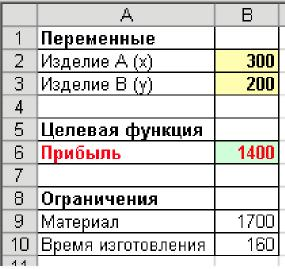 A B
1 Переменные
2 Изделие А (x) 300
3 Изделие В (y) 200
4
5 Целевая функция
6 Прибыль 1400
7
8 Ограничения
9 Материал 1700
10 Время изготовления 160
11